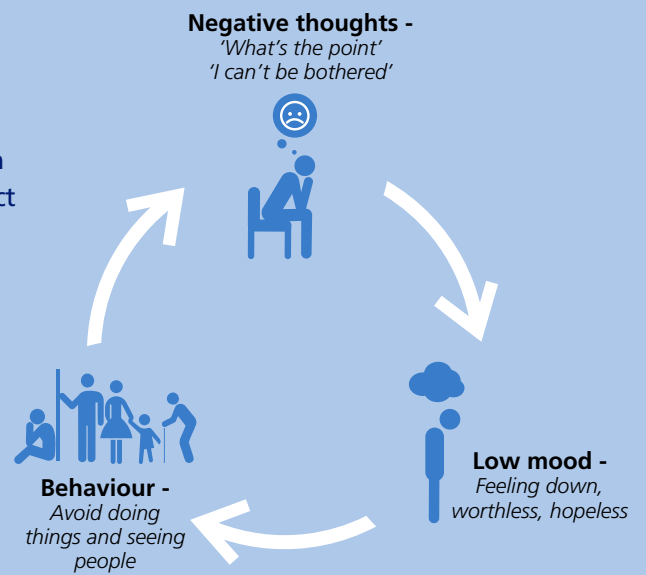 Negative thoughts -
‘What’s the point’
‘I can’t be bothered’
Low mood -
Feeling down,
worthless, hopeless
Behaviour -
Avoid doing
things and seeing
people